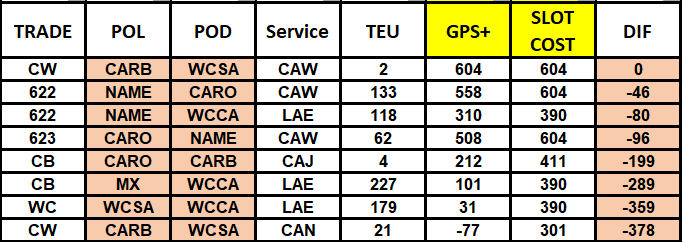 TRADE POL POD Service TEU GPS+ SLOT COST DIF
CW CARB WCSA CAW 2 604 604 0
622 NAME CARO CAW 133 558 604 -46
622 NAME WCCA LAE 118 310 390 -80
623 CARO NAME CAW 62 508 604 -96
CB CARO CARB CAJ 4 212 411 -199
CB MX WCCA LAE 227 101 390 -289
WC WCSA WCCA LAE 179 31 390 -359
CW CARB WCSA CAN 21 -77 301 -378